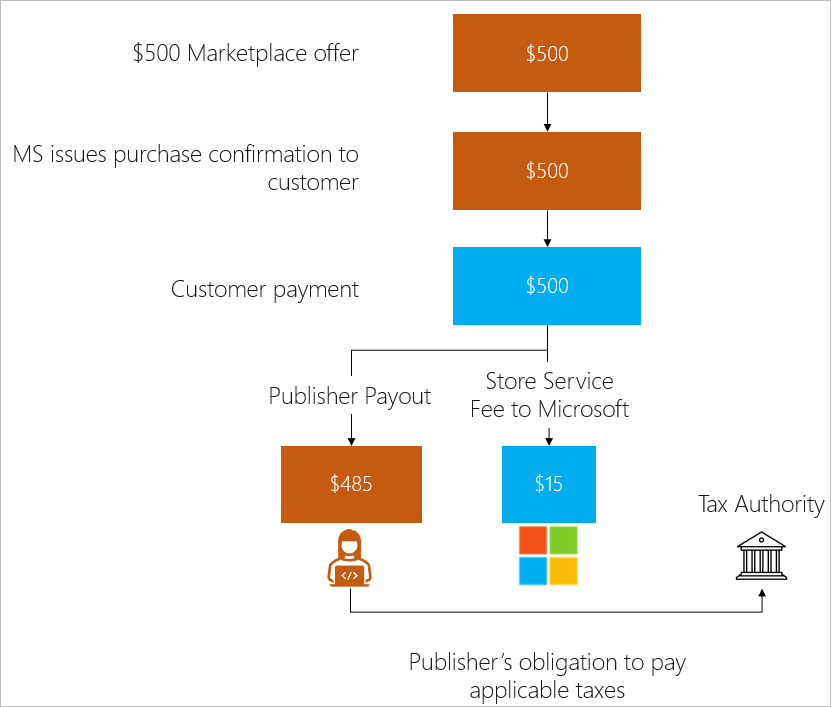 $500 Marketplace offer
$500
MS issues purchase confirmation to
customer
$500
Customer payment
$500
Publisher Payout
Store Service
Fee to Microsoft
$485
$15
Tax Authority
</>
Publisher’s obligation to pay
applicable taxes